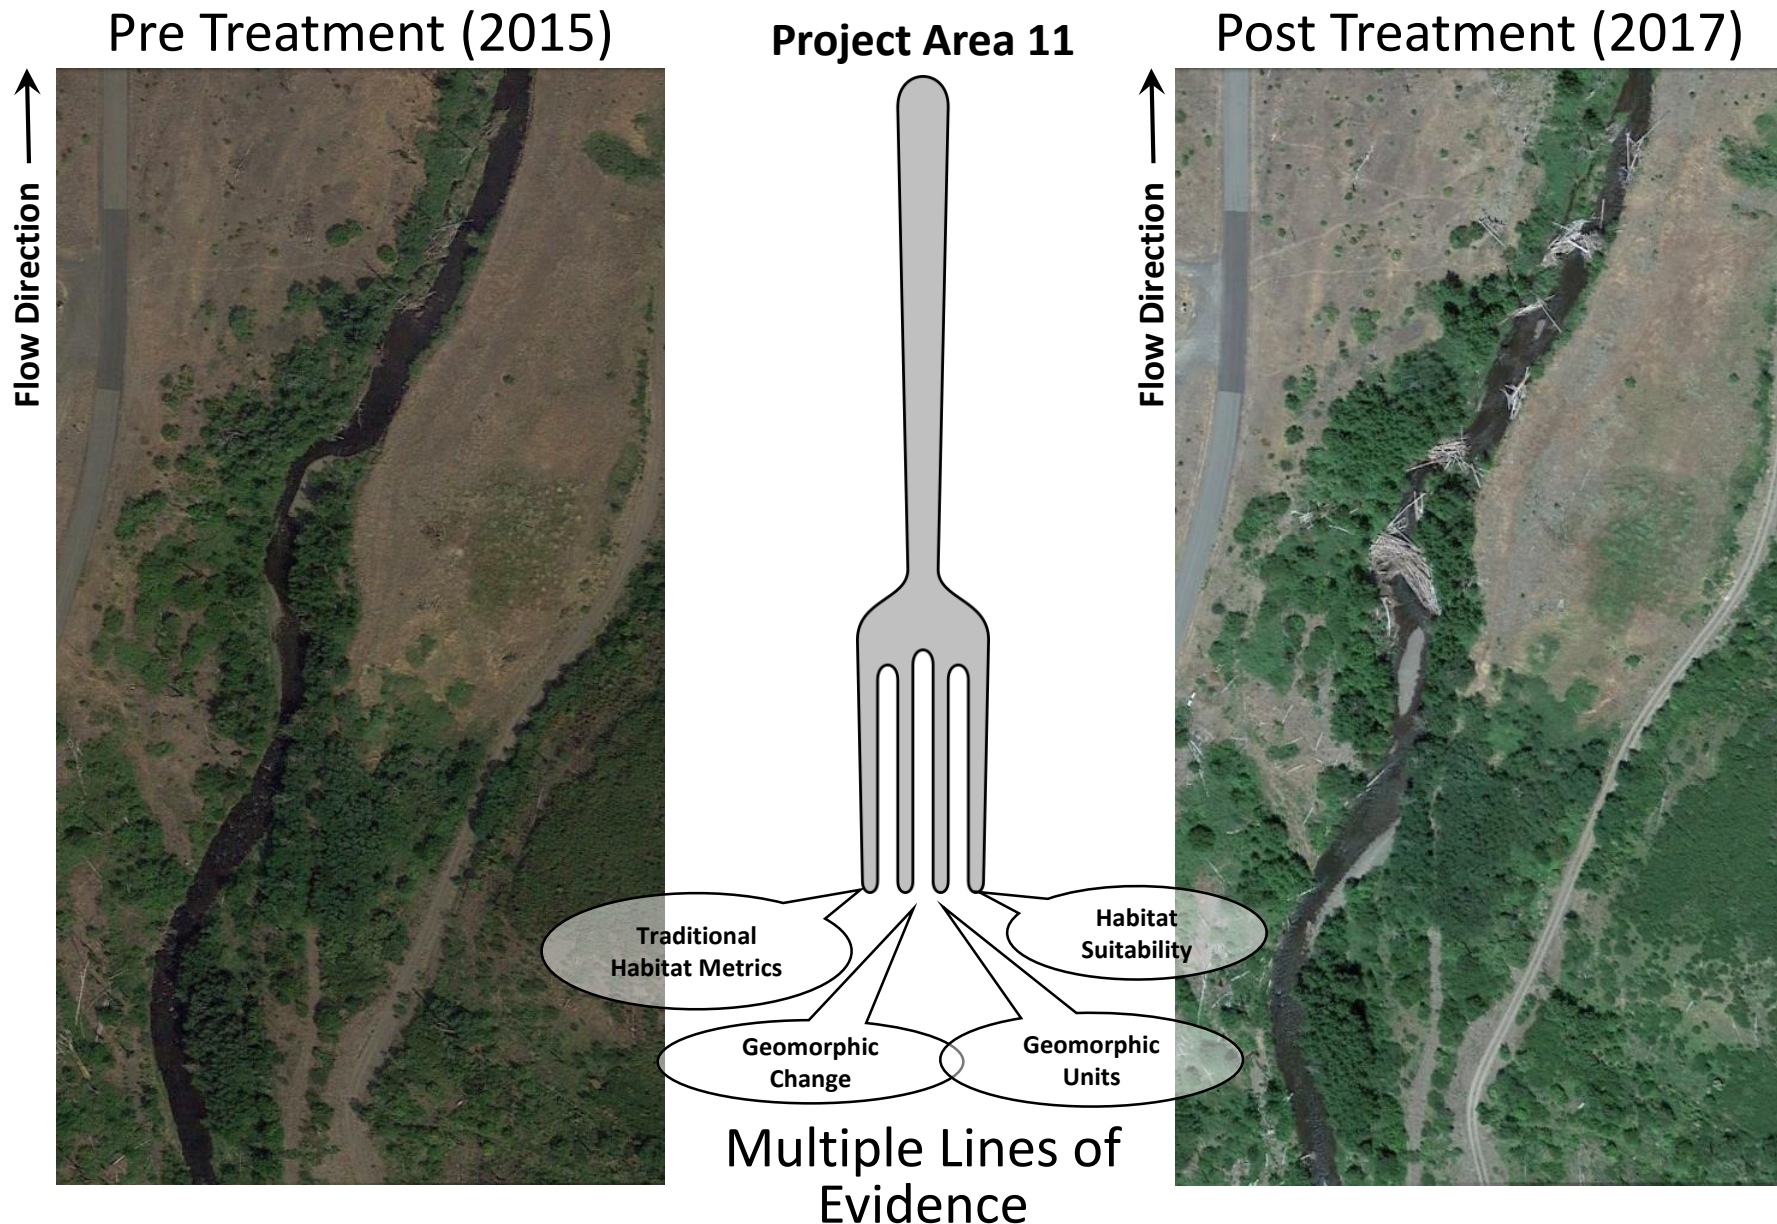 Pre Treatment (2015)
Project Area 11
Post Treatment (2017)
Flow Direction
Flow Direction
Traditional
Habitat Metrics
Habitat
Suitability
Geomorphic
Change
Geomorphic
Units
Multiple Lines of
Evidence